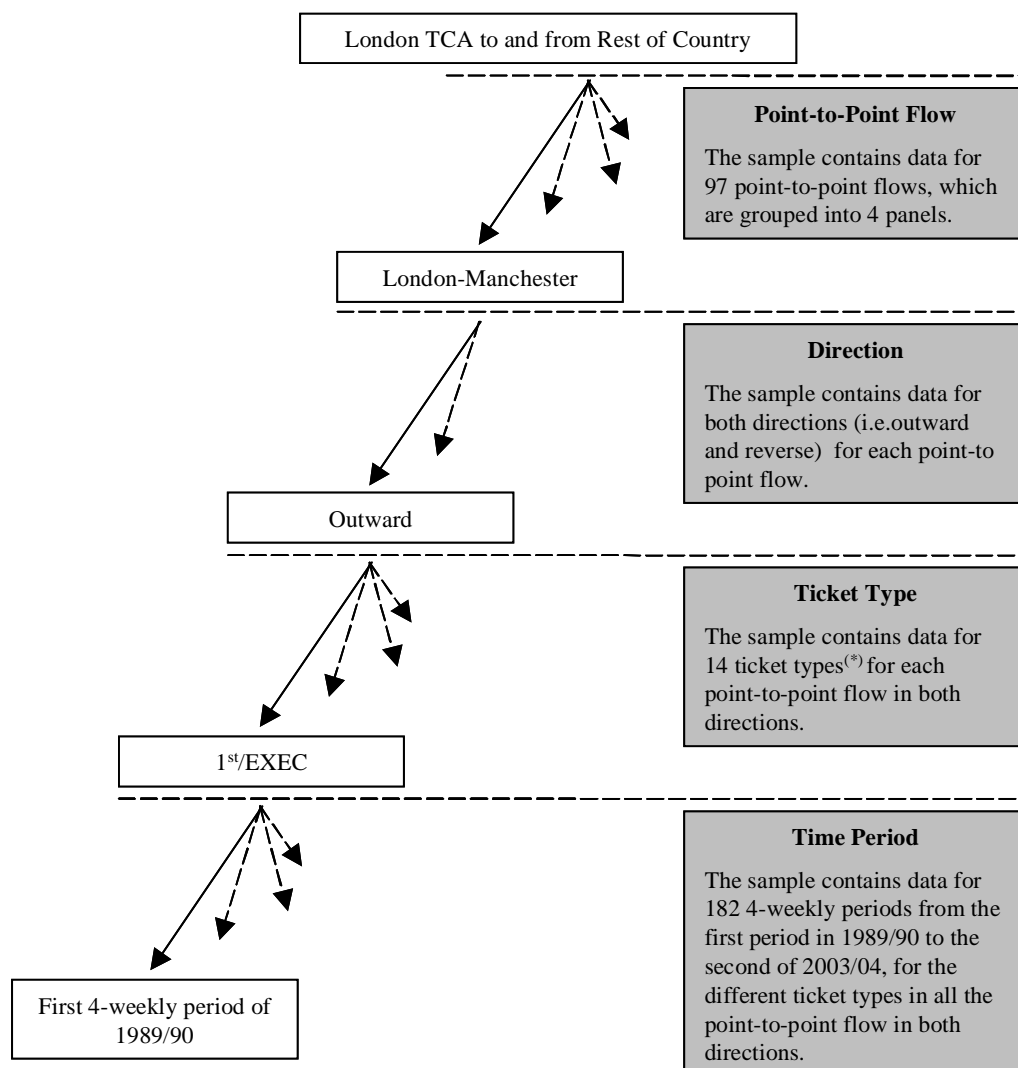 London TCA to and from Rest of Country
Point-to-Point Flow
The sample contains data for
97 point-to-point flows, which
are grouped into 4 panels.
London-Manchester
Direction
The sample contains data for
both directions (i.e.outward
and reverse) for each point-to
point flow.
Outward
Ticket Type
The sample contains data for
14 ticket types(*) for each
point-to-point flow in both
directions.
1st/EXEC
Time Period
The sample contains data for
182 4-weekly periods from the
first period in 1989/90 to the
second of 2003/04, for the
different ticket types in all the
point-to-point flow in both
directions.
First 4-weekly period of
1989/90